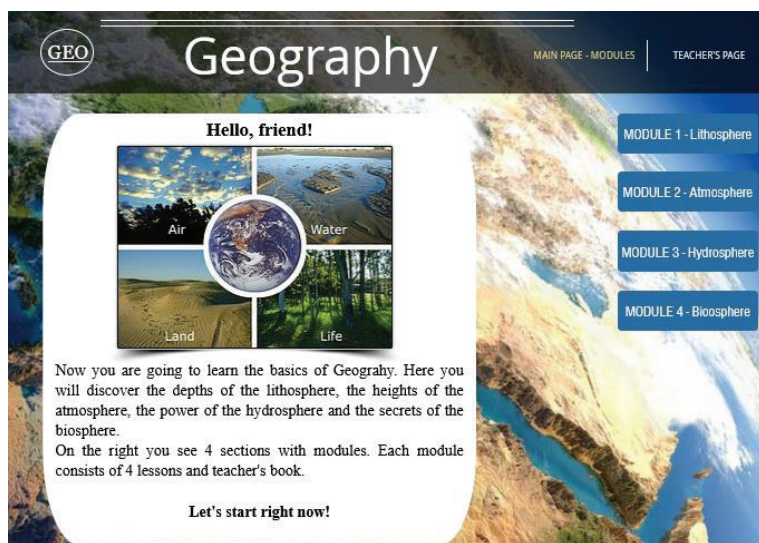 GEO
Geography
MAIN PAGE - MODULES
TEACHER'S PAGE
Hello, friend!
Air
Water
Land
Life
Now you are going to learn the basics of Geograhy. Here you
will discover the depths of the lithosphere, the heights of the
atmosphere, the power of the hydrosphere and the secrets of the
biosphere.
On the right you see 4 sections with modules. Each module
consists of 4 lessons and teacher's book.
Let's start right now!
MODULE 1 - Lithosphere
MODULE 2 - Atmosphere
MODULE 3 - Hydrosphere
MODULE 4 - Bioosphere